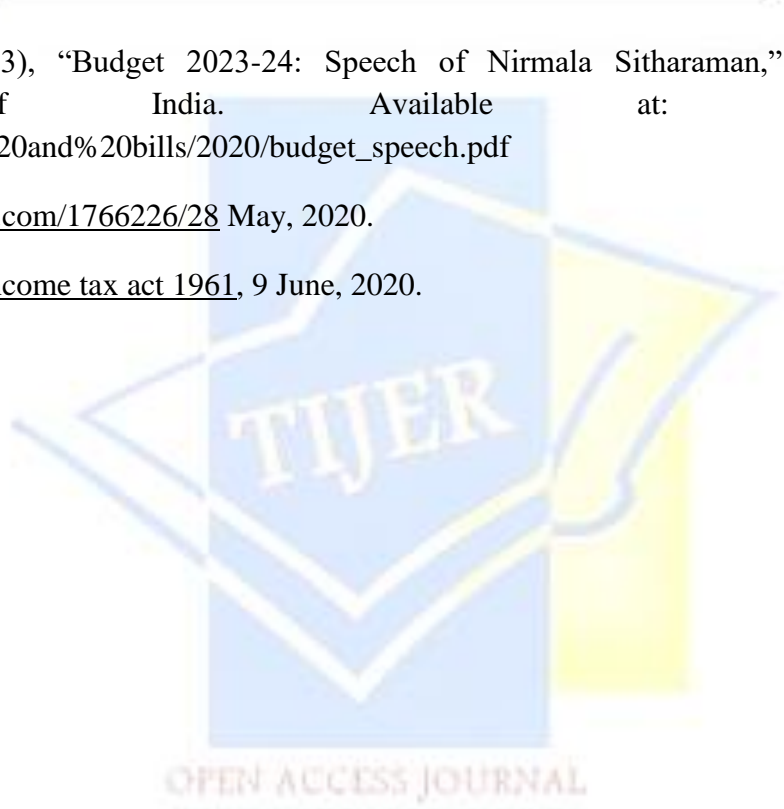 3), “Budget 2023-24: Speech of Nirmala Sitharaman,”
f India. Available at:
20and%20bills/2020/budget_speech.pdf
com/1766226/28 May, 2020.
come tax act 1961, 9 June, 2020.
TIJER
OPEN ACCESS JOURNAL